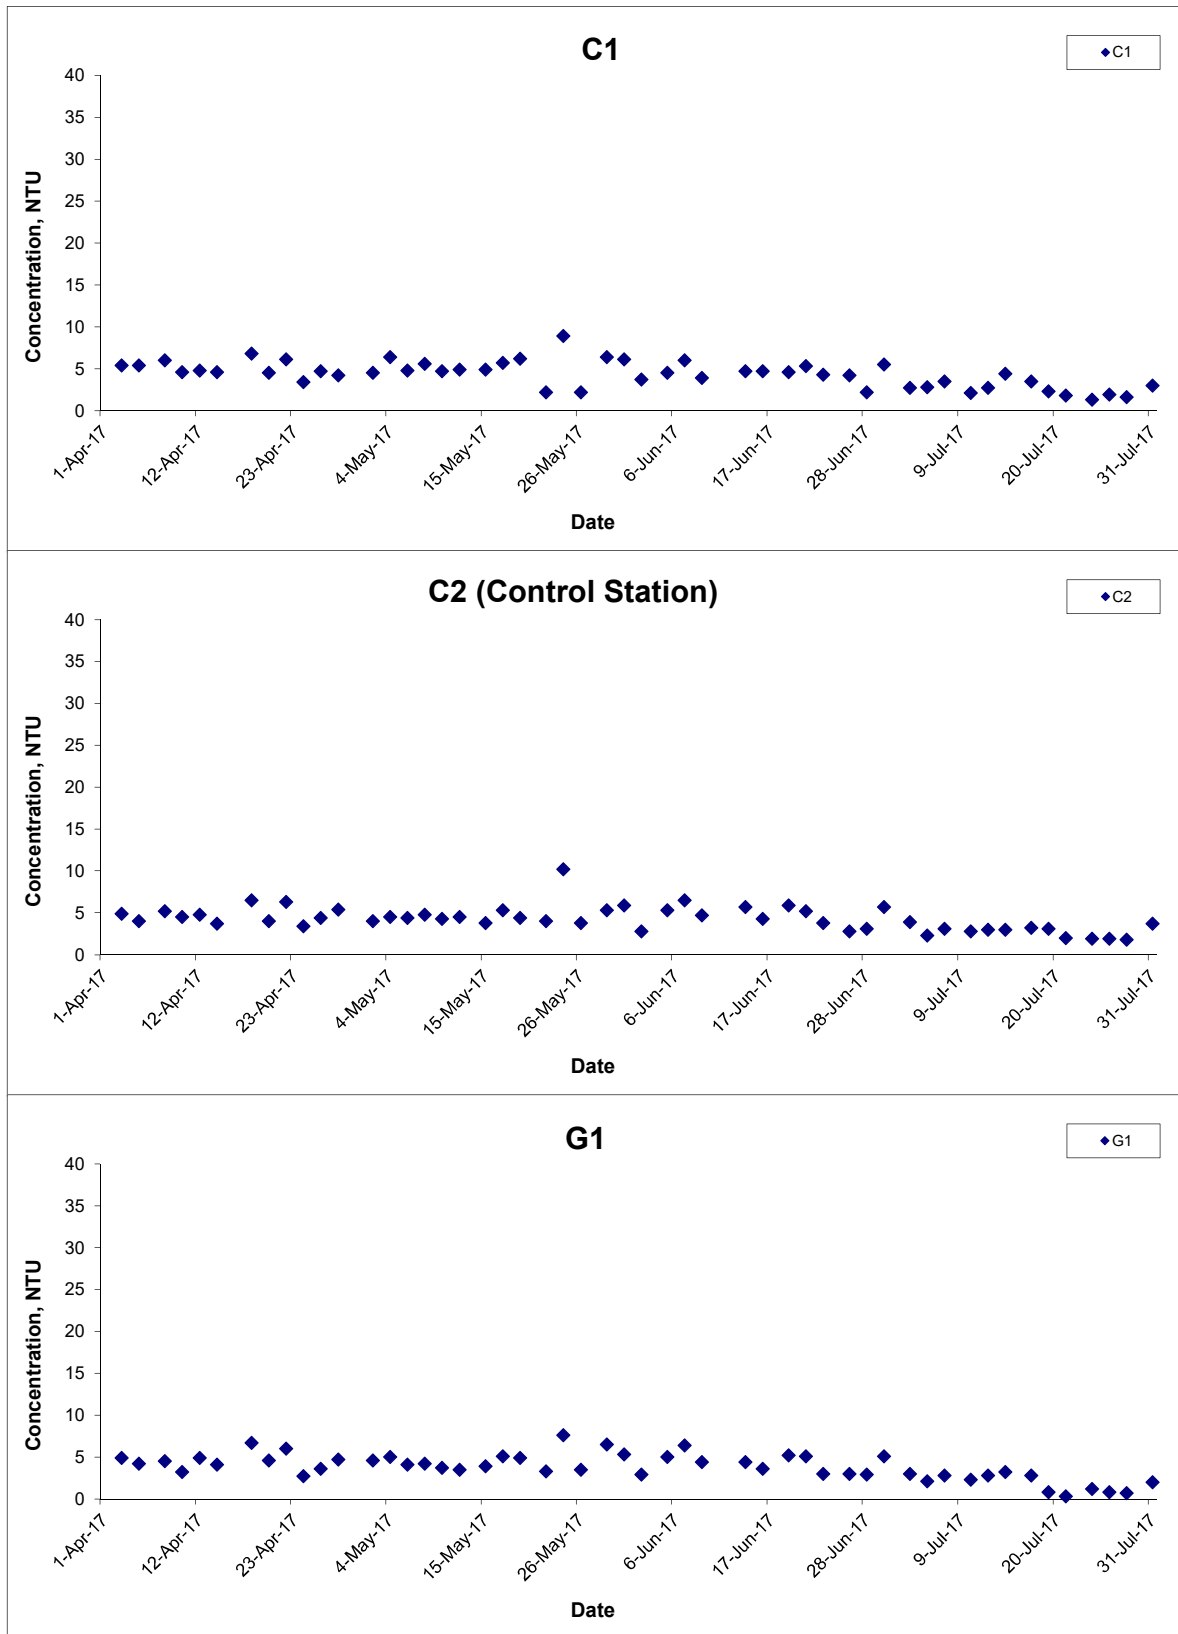 C1
C1
40
35
30
25
20
15
10
5
0
Concentration, NTU
1-Apr-17 12-Apr-17 23-Apr-17 4-May-17 15-May-17 26-May-17 6-Jun-17 17-Jun-17 28-Jun-17 9-Jul-17 20-Jul-17 31-Jul-17
Date
C2 (Control Station)
C2
40
35
30
25
20
15
10
5
0
Concentration, NTU
1-Apr-17 12-Apr-17 23-Apr-17 4-May-17 15-May-17 26-May-17 6-Jun-17 17-Jun-17 28-Jun-17 9-Jul-17 20-Jul-17 31-Jul-17
Date
G1
G1
40
35
30
25
20
15
10
5
0
Concentration, NTU
1-Apr-17 12-Apr-17 23-Apr-17 4-May-17 15-May-17 26-May-17 6-Jun-17 17-Jun-17 28-Jun-17 9-Jul-17 20-Jul-17 31-Jul-17
Date